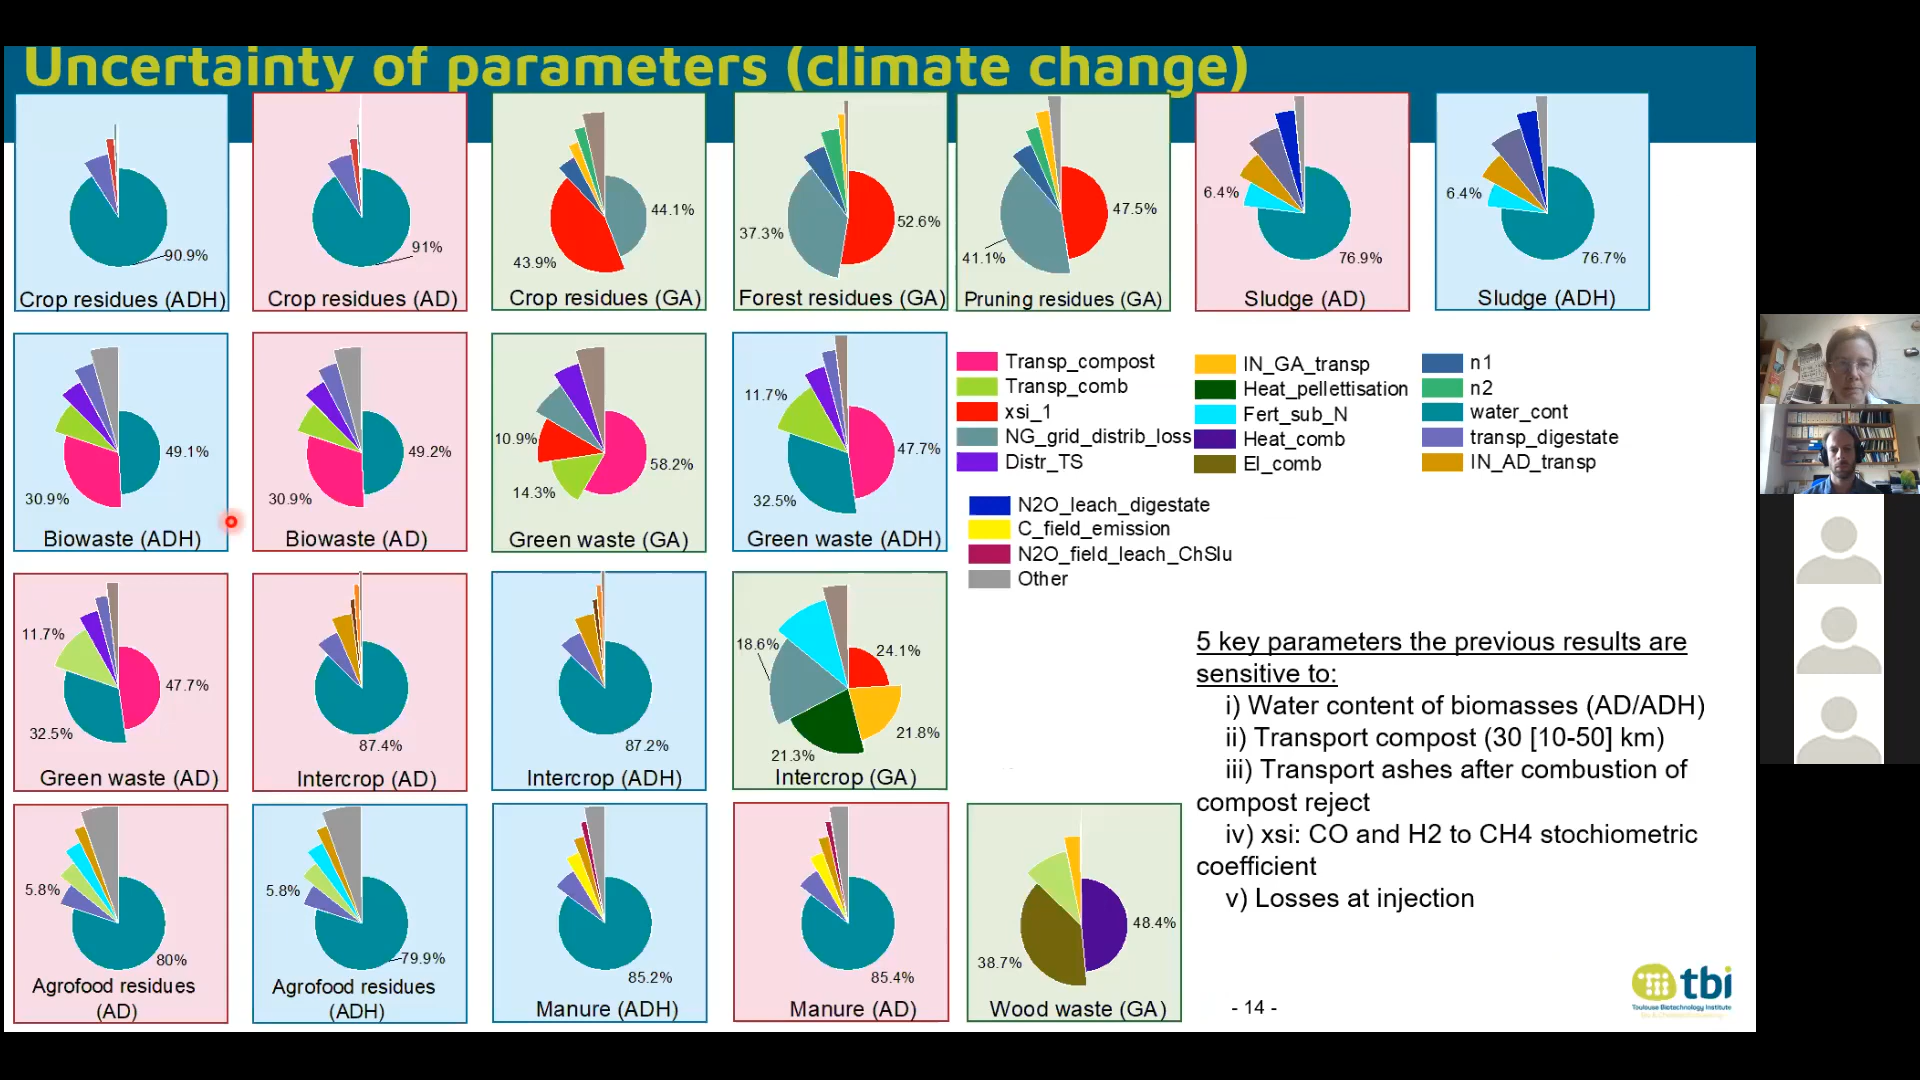 Uncertainty of parameters (climate change)
90.9%
Crop residues (ADH)
91%
Crop residues (AD)
44.1%
43.9%
Crop residues (GA)
37.3%
52.6%
Forest residues (GA)
47.5%
41.1%
Pruning residues (GA)
6.4%
76.9%
Sludge (AD)
6.4%
76.7%
Sludge (ADH)
49.1%
30.9%
Biowaste (ADH)
49.2%
30.9%
Biowaste (AD)
10.9%
58.2%
14.3%
Green waste (GA)
11.7%
47.7%
32.5%
Green waste (ADH)
Transp_compost
Transp_comb
xsi_1
NG_grid_distrib_loss
Distr_TS
IN_GA_transp
Heat_pellettisation
Fert_sub_N
Heat_comb
El_comb
n1
n2
water_cont
transp_digestate
IN_AD_transp
N2O_leach_digestate
C_field_emission
N2O_field_leach_ChSlu
Other
11.7%
47.7%
32.5%
Green waste (AD)
87.4%
Intercrop (AD)
87.2%
Intercrop (ADH)
18.6%
24.1%
21.8%
21.3%
Intercrop (GA)
5.8%
80%
Agrofood residues
(AD)
5.8%
79.9%
Agrofood residues
(ADH)
85.2%
Manure (ADH)
85.4%
Manure (AD)
48.4%
38.7%
Wood waste (GA)
5 key parameters the previous results are
sensitive to:
i) Water content of biomasses (AD/ADH)
ii) Transport compost (30 [10-50] km)
iii) Transport ashes after combustion of
compost reject
iv) xsi: CO and H2 to CH4 stochiometric
coefficient
v) Losses at injection
- 14 -
tbi
Toulouse Biotechnology Institute